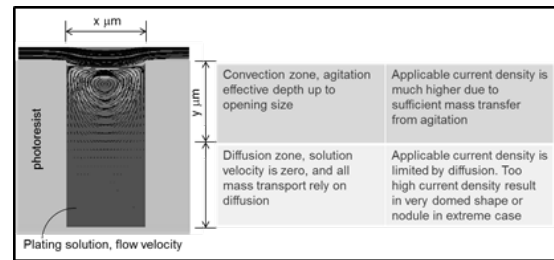 x μm
y μm
photoresist
Plating solution, flow velocity
Convection zone, agitation
effective depth up to
opening size
Applicable current density is
much higher due to
sufficient mass transfer
from agitation
Diffusion zone, solution
velocity is zero, and all
mass transport rely on
diffusion
Applicable current density is
limited by diffusion. Too
high current density result
in very domed shape or
nodule in extreme case